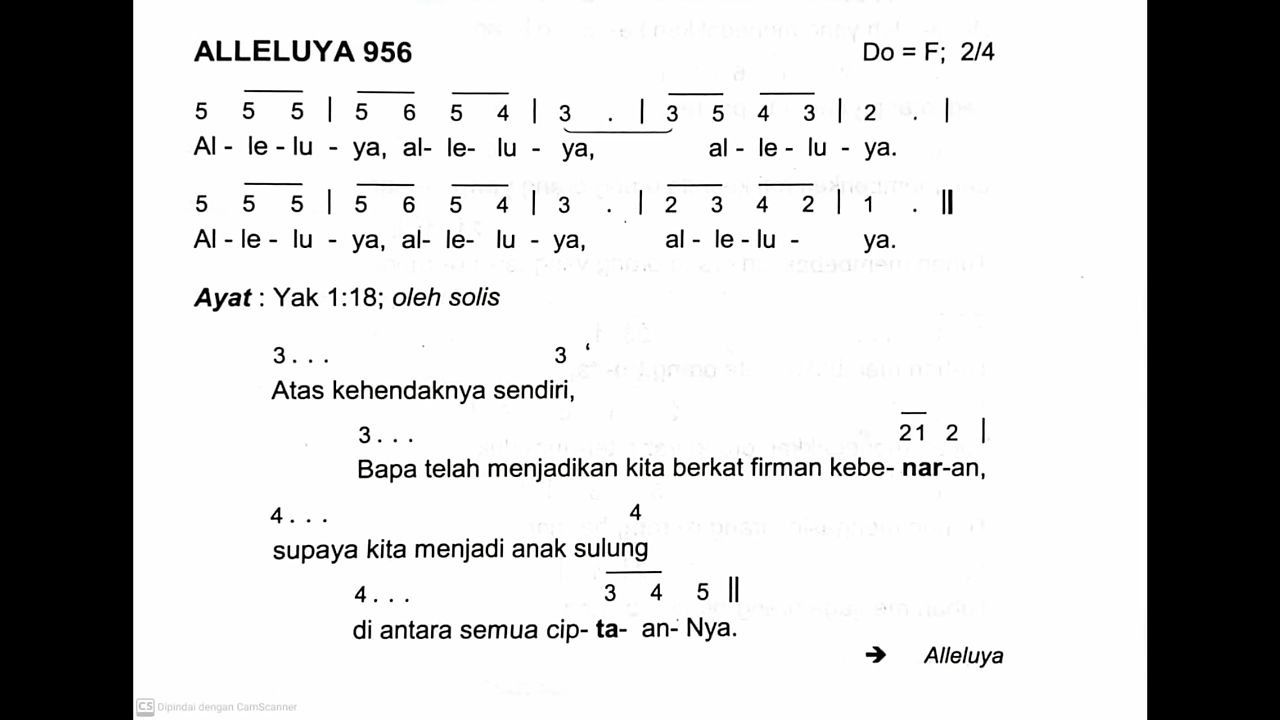 ALLELUYA 956 Do = F; 2/4
5 5 5 | 5 6 5 4 | 3 . | 3 5 4 3 | 2 . |
Al - le - lu - ya, al- le- lu - ya, al - le - lu - ya.
5 5 5 | 5 6 5 4 | 3 . | 2 3 4 2 | 1 . ||
Al - le - lu - ya, al- le- lu - ya, al - le - lu - ya.
Ayat : Yak 1:18; oleh solis
3 . . . 3 ‘
Atas kehendaknya sendiri,
3 . . . 21 2 |
Bapa telah menjadikan kita berkat firman kebe- nar-an,
4 . . . 4
supaya kita menjadi anak sulung
4 . . . 3 4 5 ||
di antara semua cip- ta- an- Nya.
➔ Alleluya
CS Dipindai dengan CamScanner